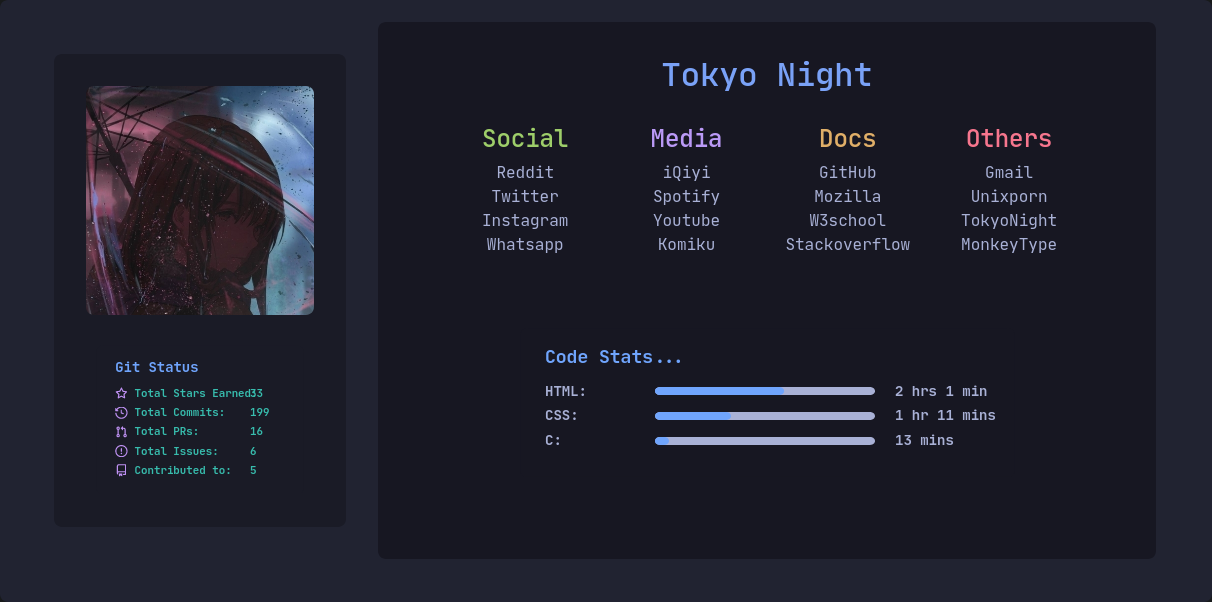 Tokyo Night
Social Media Docs Others
Reddit iQiyi GitHub Gmail
Twitter Spotify Mozilla Unixporn
Instagram Youtube W3school TokyoNight
Whatsapp Komiku Stackoverflow MonkeyType
Git Status
Total Stars Earned33
Total Commits: 199
Total PRs: 16
Total Issues: 6
Contributed to: 5
Code Stats...
HTML: 2 hrs 1 min
CSS: 1 hr 11 mins
C: 13 mins